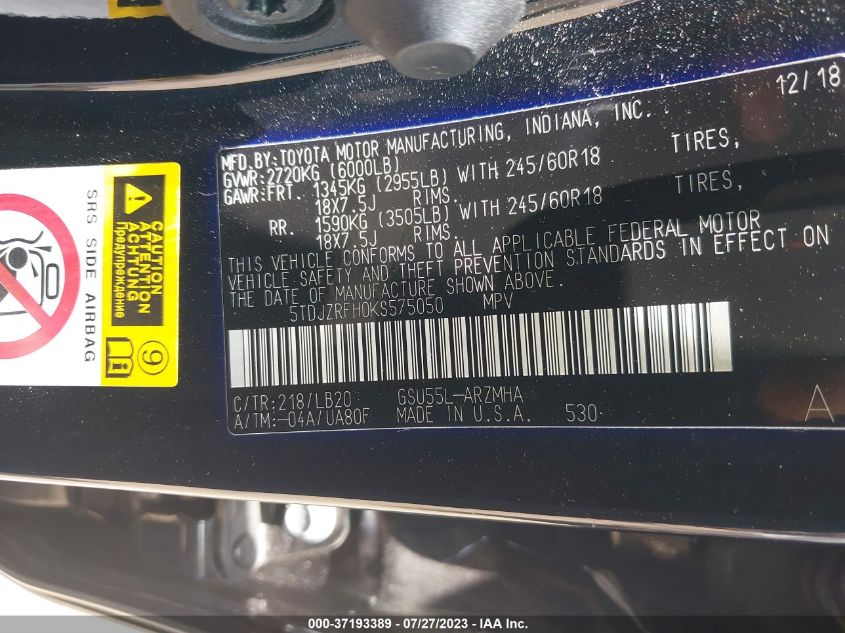 12/18
MFD.BY:TOYOTA MOTOR MANUFACTURING, INDIANA, INC.
GVWR:2720KG (6000LB)
GAWR:FRT. 1345KG (2955LB) WITH 245/60R18 TIRES,
18X7.5J RIMS.
RR. 1590KG (3505LB) WITH 245/60R18 TIRES,
18X7.5J RIMS.
THIS VEHICLE CONFORMS TO ALL APPLICABLE FEDERAL MOTOR
VEHICLE SAFETY AND THEFT PREVENTION STANDARDS IN EFFECT ON
THE DATE OF MANUFACTURE SHOWN ABOVE.
5TDJZRFH0KS575050 MPV
C/TR:218/LB20 GSU55L-ARZMHA
A/TM:-04A/UA80F MADE IN U.S.A. 530
A
SRS SIDE AIRBAG
CAUTION
ATTENTION
Предупреждение
9
000-37193389 / 07/27/2023 - IAA Inc.